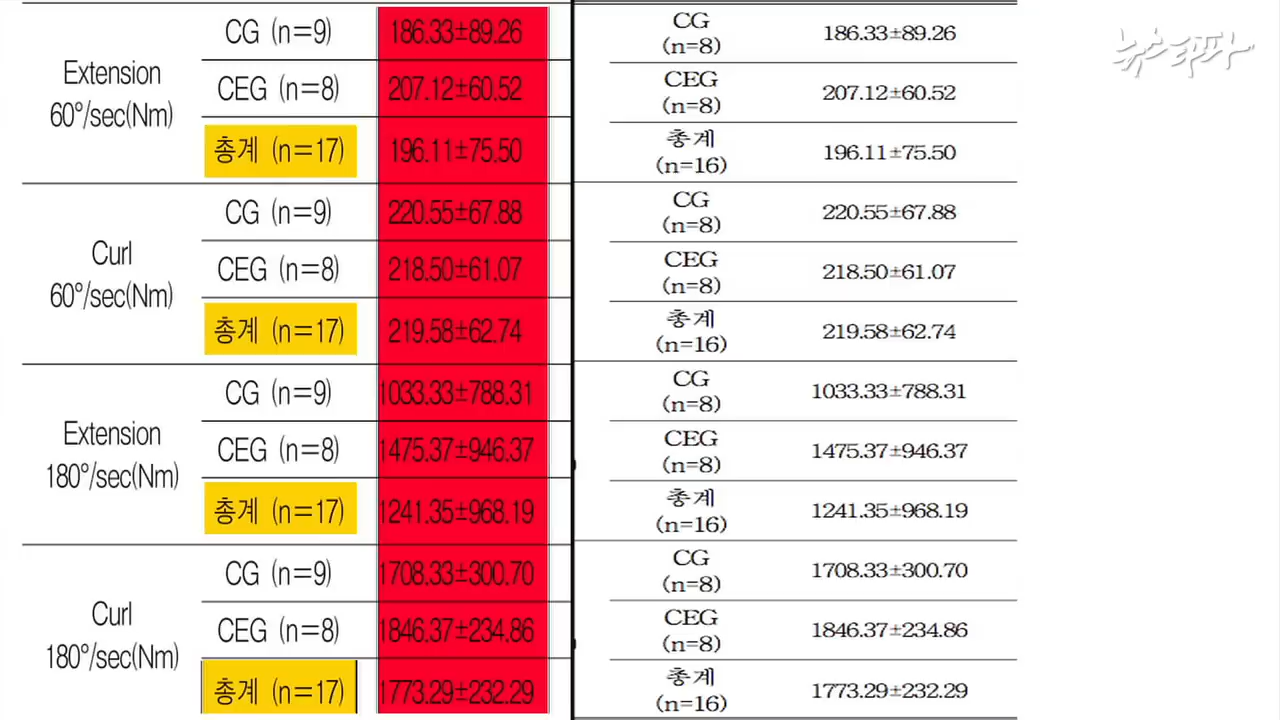 Extension
60°/sec(Nm)
CG (n=9)
186.33±89.26
CEG (n=8)
207.12±60.52
총계 (n=17)
196.11±75.50
Curl
60°/sec(Nm)
CG (n=9)
220.55±67.88
CEG (n=8)
218.50±61.07
총계 (n=17)
219.58±62.74
Extension
180°/sec(Nm)
CG (n=9)
1033.33±788.31
CEG (n=8)
1475.37±946.37
총계 (n=17)
1241.35±968.19
Curl
180°/sec(Nm)
CG (n=9)
1708.33±300.70
CEG (n=8)
1846.37±234.86
총계 (n=17)
1773.29±232.29
CG
(n=8)
186.33±89.26
CEG
(n=8)
207.12±60.52
총계
(n=16)
196.11±75.50
CG
(n=8)
220.55±67.88
CEG
(n=8)
218.50±61.07
총계
(n=16)
219.58±62.74
CG
(n=8)
1033.33±788.31
CEG
(n=8)
1475.37±946.37
총계
(n=16)
1241.35±968.19
CG
(n=8)
1708.33±300.70
CEG
(n=8)
1846.37±234.86
총계
(n=16)
1773.29±232.29
뉴스타파